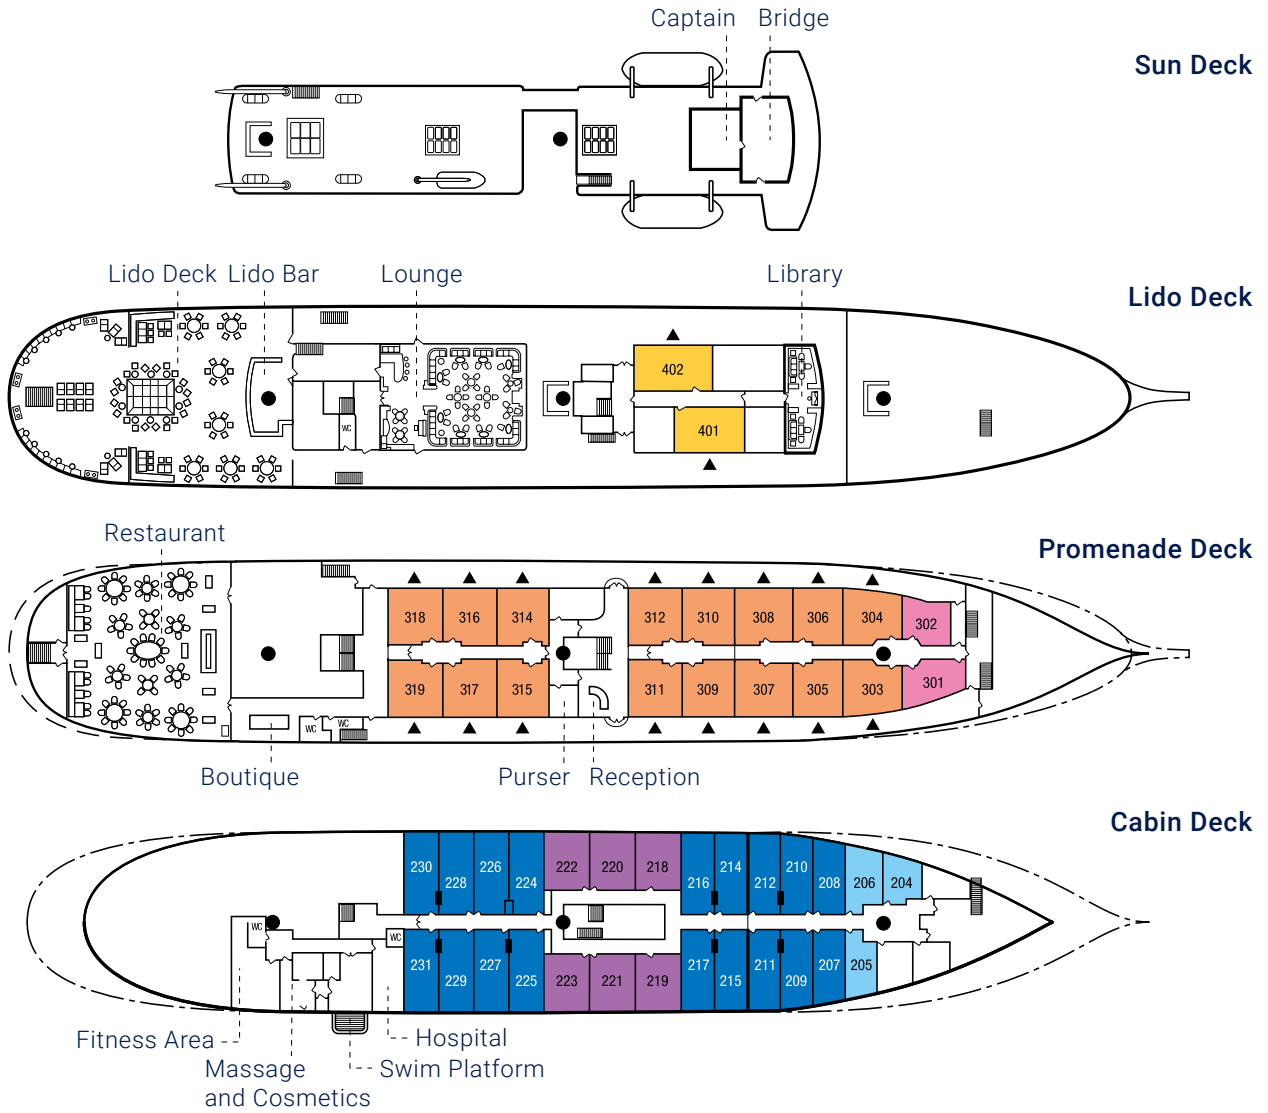 Captain Bridge
Sun Deck
Lido Deck Lido Bar Lounge Library
Lido Deck
402
WC
401
Restaurant
Promenade Deck
318 316 314 312 310 308 306 304 302
319 317 315 311 309 307 305 303 301
WC WC
Boutique Purser Reception
Cabin Deck
230 228 226 224 222 220 218 216 214 212 210 208 206 204
WC WC
231 229 227 225 223 221 219 217 215 211 209 207 205
Fitness Area Hospital
Massage Swim Platform
and Cosmetics